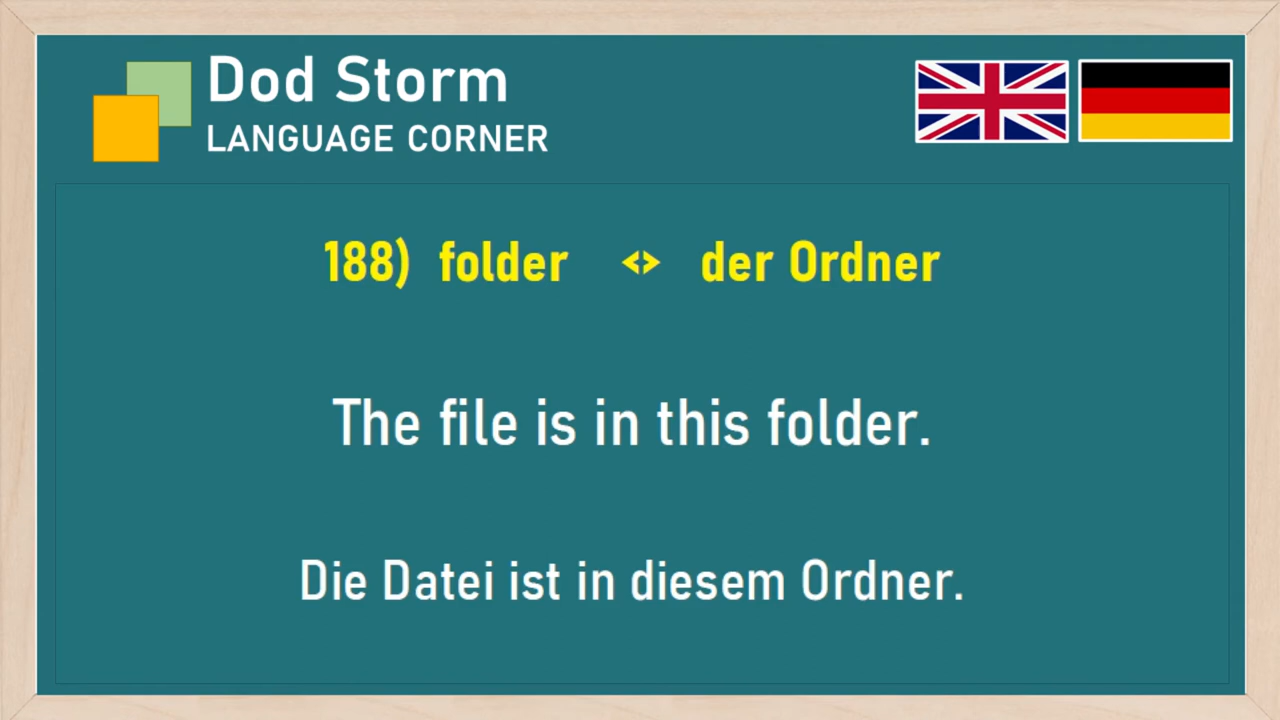 Dod Storm
LANGUAGE CORNER
188) folder <> der Ordner
The file is in this folder.
Die Datei ist in diesem Ordner.